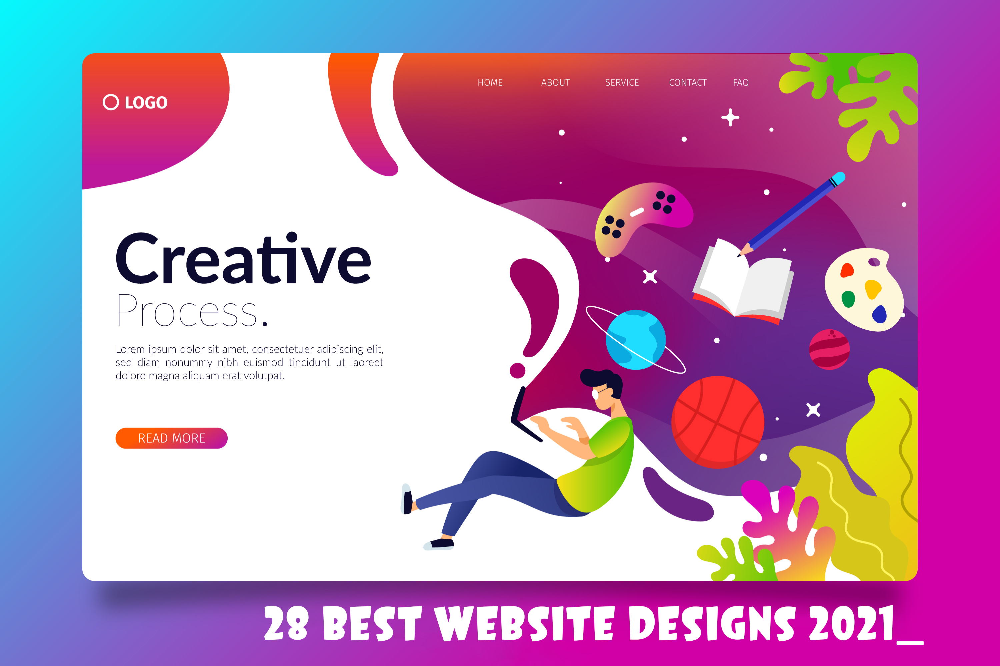 HOME ABOUT SERVICE CONTACT FAQ
LOGO
Creative
Process.
Lorem ipsum dolor sit amet, consectetuer adipiscing elit,
sed diam nonummy nibh euismod tincidunt ut laoreet
dolore magna aliquam erat volutpat.
READ MORE
28 BEST WEBSITE DESIGNS 2021_